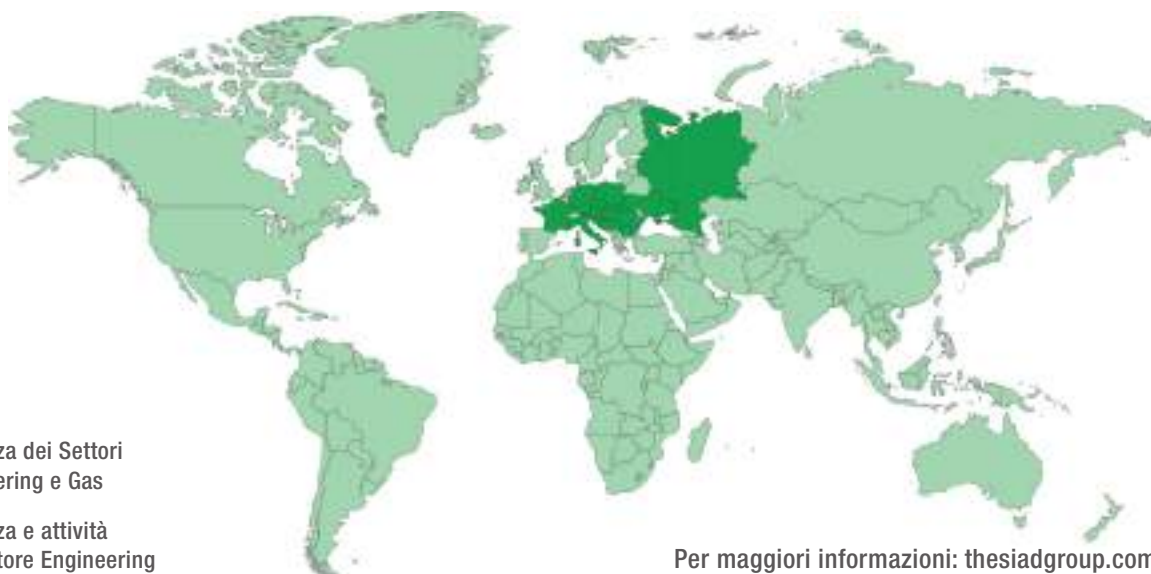 za dei Settori
ering e Gas
za e attività
tore Engineering
Per maggiori informazioni: thesiadgroup.com